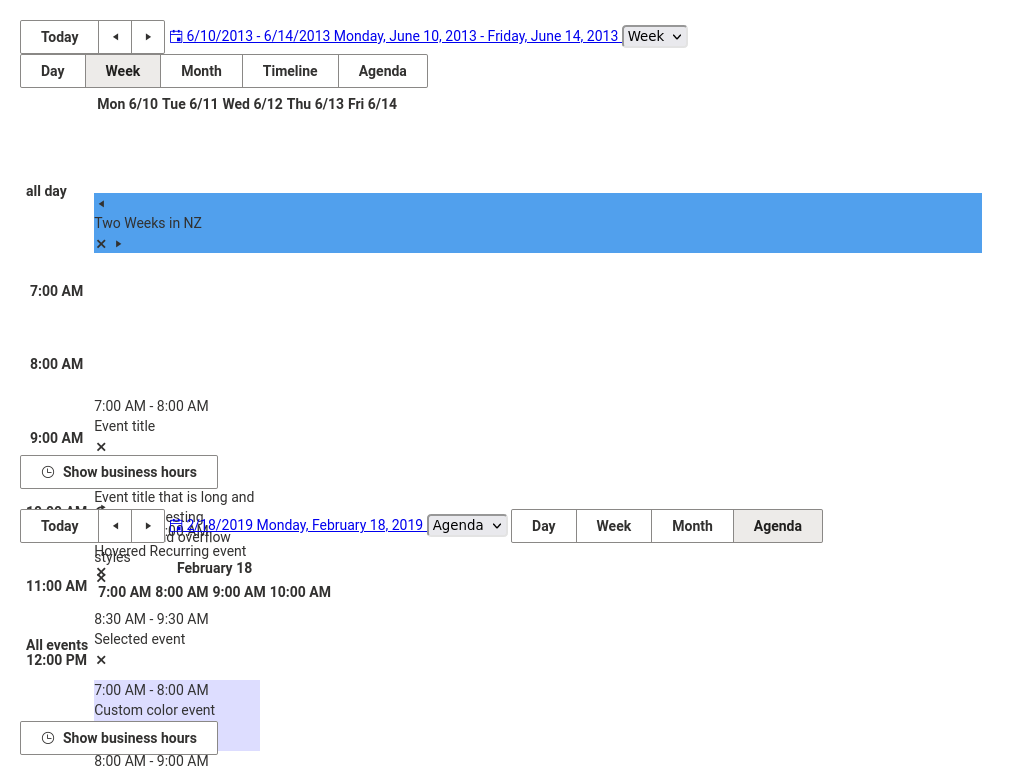 Today 6/10/2013 - 6/14/2013 Monday, June 10, 2013 - Friday, June 14, 2013 Week
Day Week Month Timeline Agenda
Mon 6/10 Tue 6/11 Wed 6/12 Thu 6/13 Fri 6/14
all day
Two Weeks in NZ
7:00 AM
8:00 AM
7:00 AM - 8:00 AM
Event title
9:00 AM
Show business hours
Event title that is long and
d overflow
Today 2/18/2019 Monday, February 18, 2019 Agenda Day Week Month Agenda
Hovered Recurring event
styles
February 18
11:00 AM
7:00 AM 8:00 AM 9:00 AM 10:00 AM
8:30 AM - 9:30 AM
Selected event
All events
12:00 PM
7:00 AM - 8:00 AM
Custom color event
Show business hours
8:00 AM - 9:00 AM